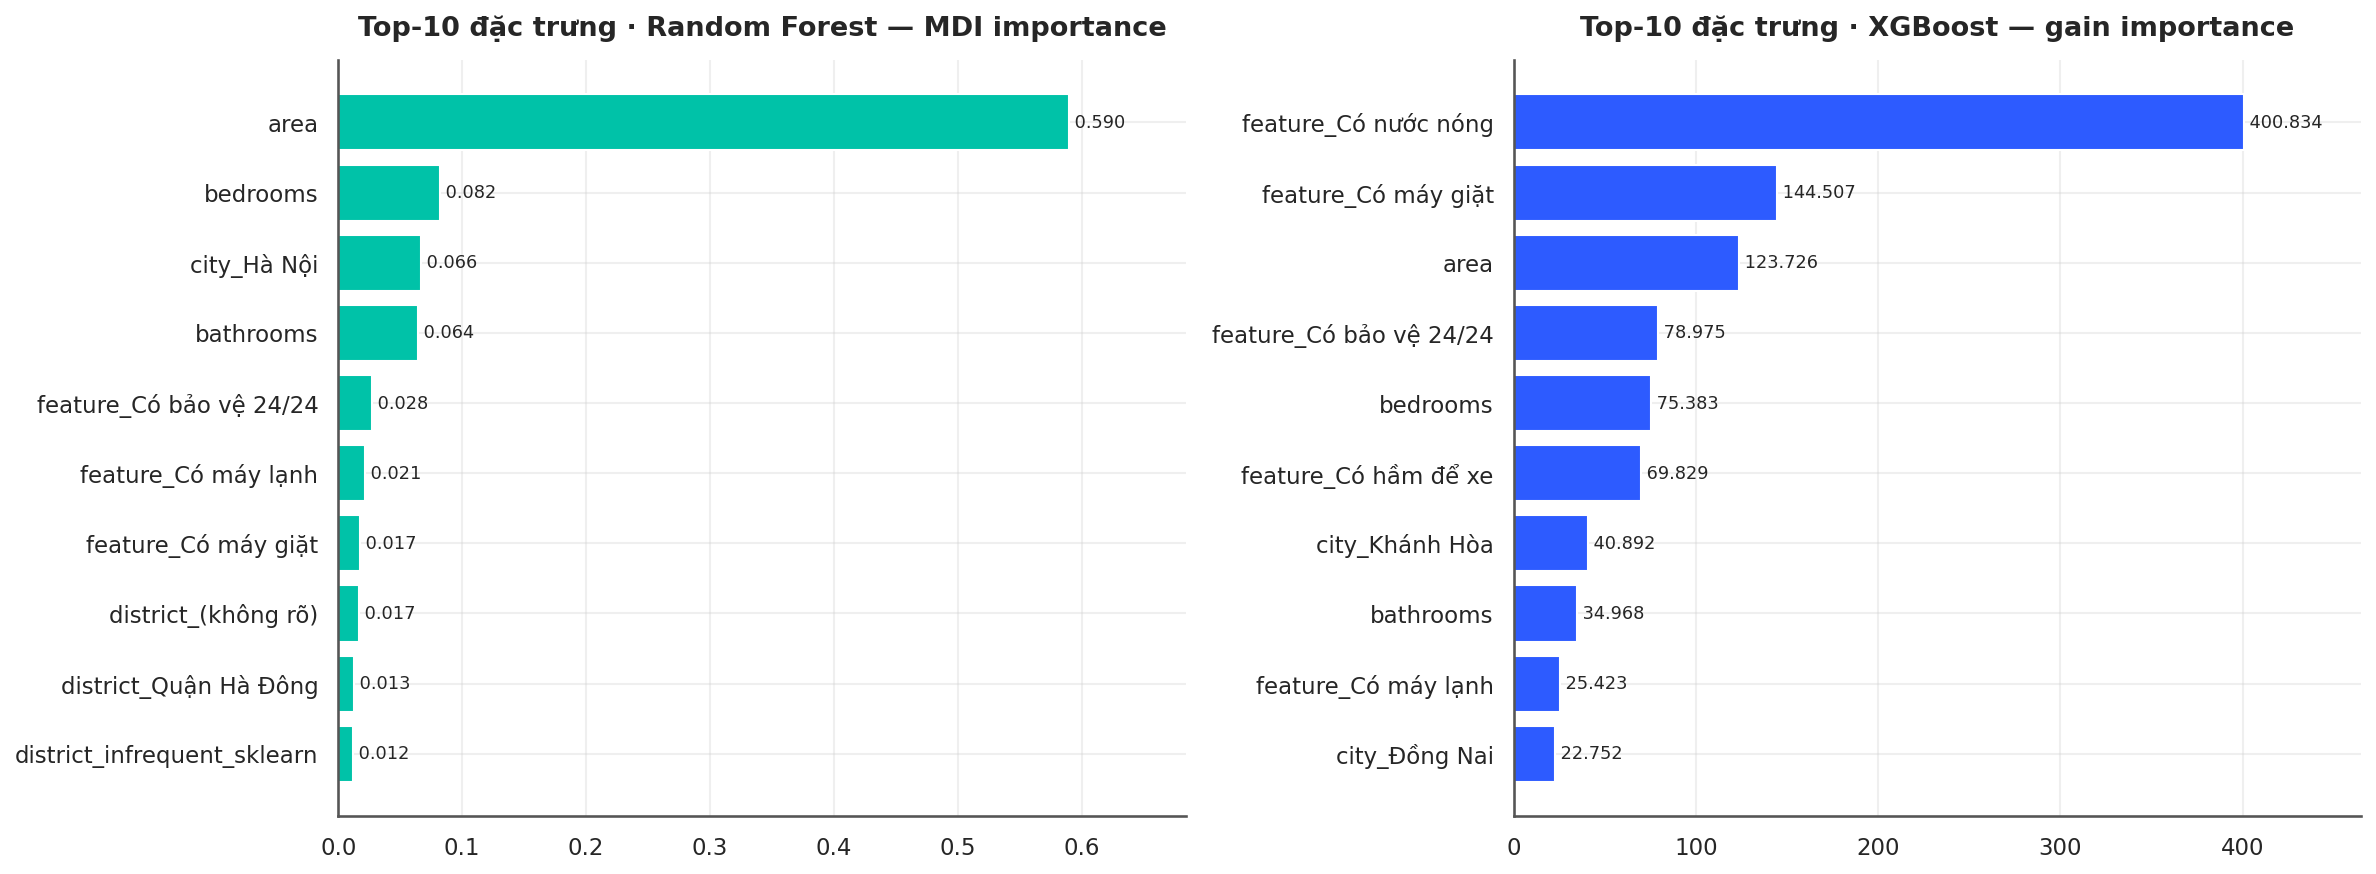 Top-10 đặc trưng · Random Forest — MDI importance
area
0.590
bedrooms
0.082
city_Hà Nội
0.066
bathrooms
0.064
feature_Có bảo vệ 24/24
0.028
feature_Có máy lạnh
0.021
feature_Có máy giặt
0.017
district_(không rõ)
0.017
district_Quận Hà Đông
0.013
district_infrequent_sklearn
0.012
0.0 0.1 0.2 0.3 0.4 0.5 0.6
Top-10 đặc trưng · XGBoost — gain importance
feature_Có nước nóng
400.834
feature_Có máy giặt
144.507
area
123.726
feature_Có bảo vệ 24/24
78.975
bedrooms
75.383
feature_Có hầm để xe
69.829
city_Khánh Hòa
40.892
bathrooms
34.968
feature_Có máy lạnh
25.423
city_Đồng Nai
22.752
0 100 200 300 400